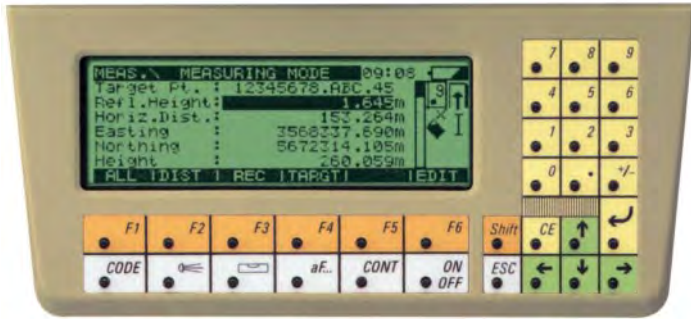 MEAS.\ MEASURING MODE 09:08
Target Pt. : 12345678.ABC.45
Refl.Height: 1.645m
Horiz.Dist.: 153.264m
Easting : 3568337.690m
Northing : 5672314.105m
Height : 260.059m
ALL |DIST | REC |TARGT| |EDIT
9
7 8 9
4 5 6
1 2 3
0 • +/-
F1 F2 F3 F4 F5 F6 Shift CE
CODE aF... CONT ON OFF ESC